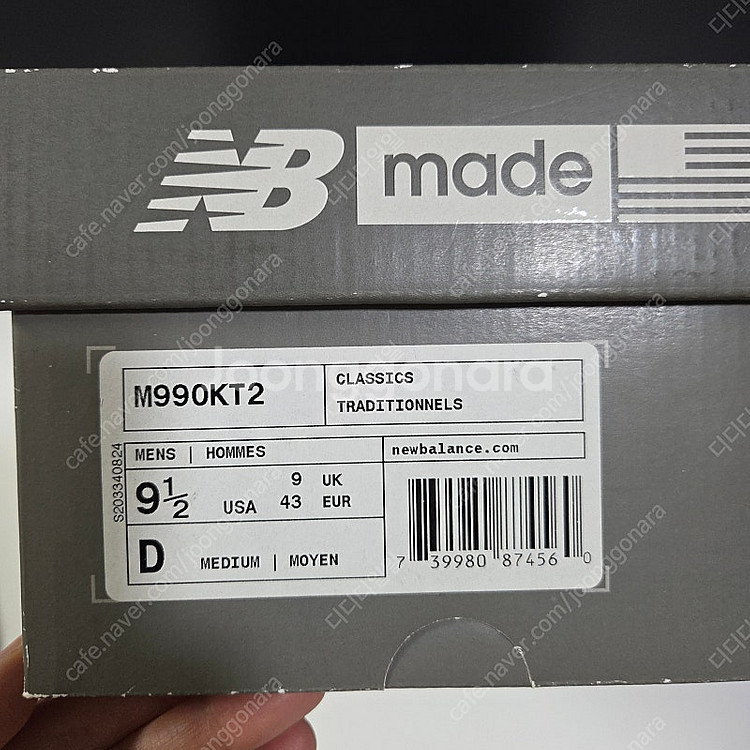 NB made
M990KT2
CLASSICS
TRADITIONNELS
MENS | HOMMES
newbalance.com
9½ USA
9 UK
43 EUR
D MEDIUM | MOYEN
7 39980 87456 0
S203340824
Joonggonara
cafe.naver.com/joonggonara